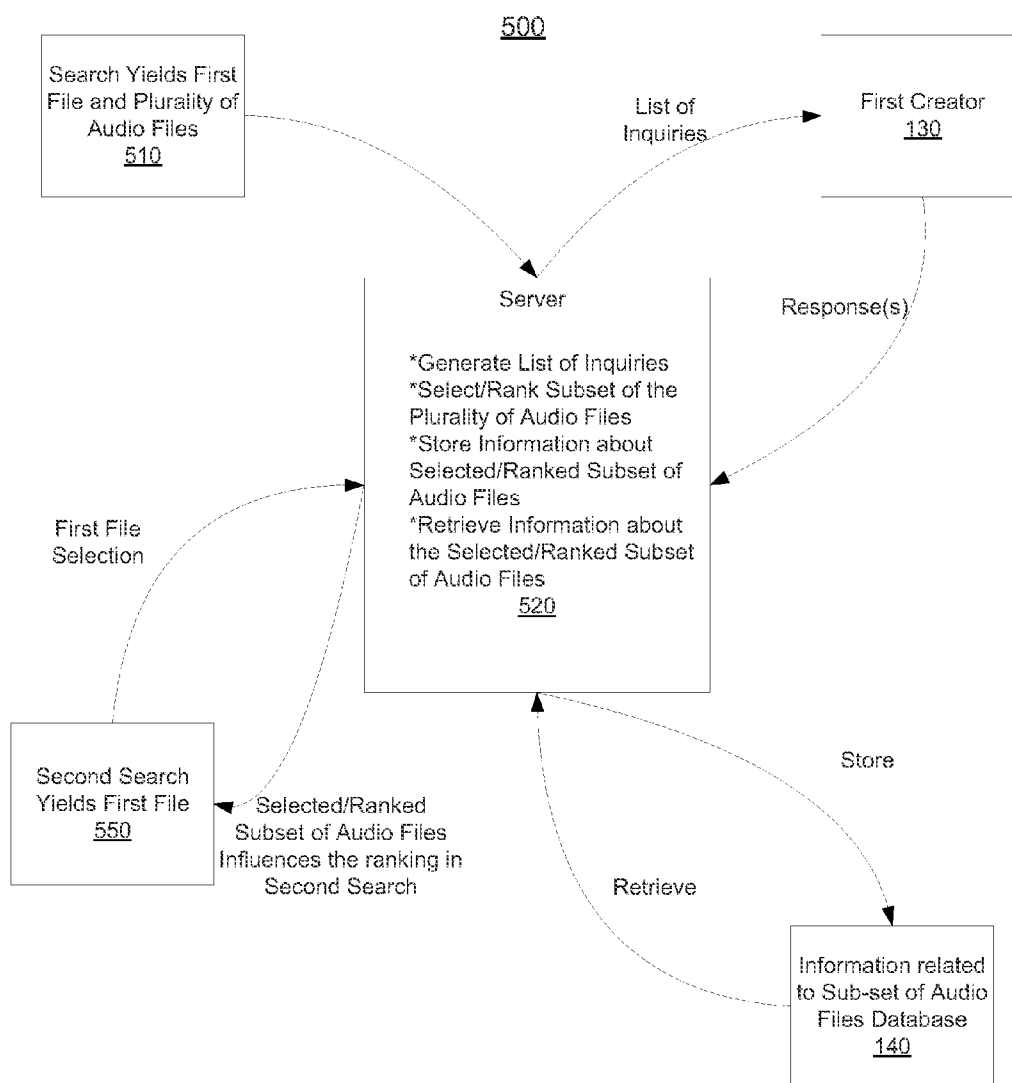 500
Search Yields First
File and Plurality of
Audio Files
510
List of
Inquiries
First Creator
130
Server
*Generate List of Inquiries
*Select/Rank Subset of the
Plurality of Audio Files
*Store Information about
Selected/Ranked Subset of
Audio Files
*Retrieve Information about
the Selected/Ranked Subset
of Audio Files
520
Response(s)
First File
Selection
Second Search
Yields First File
550
Selected/Ranked
Subset of Audio Files
Influences the ranking in
Second Search
Store
Retrieve
Information related
to Sub-set of Audio
Files Database
140